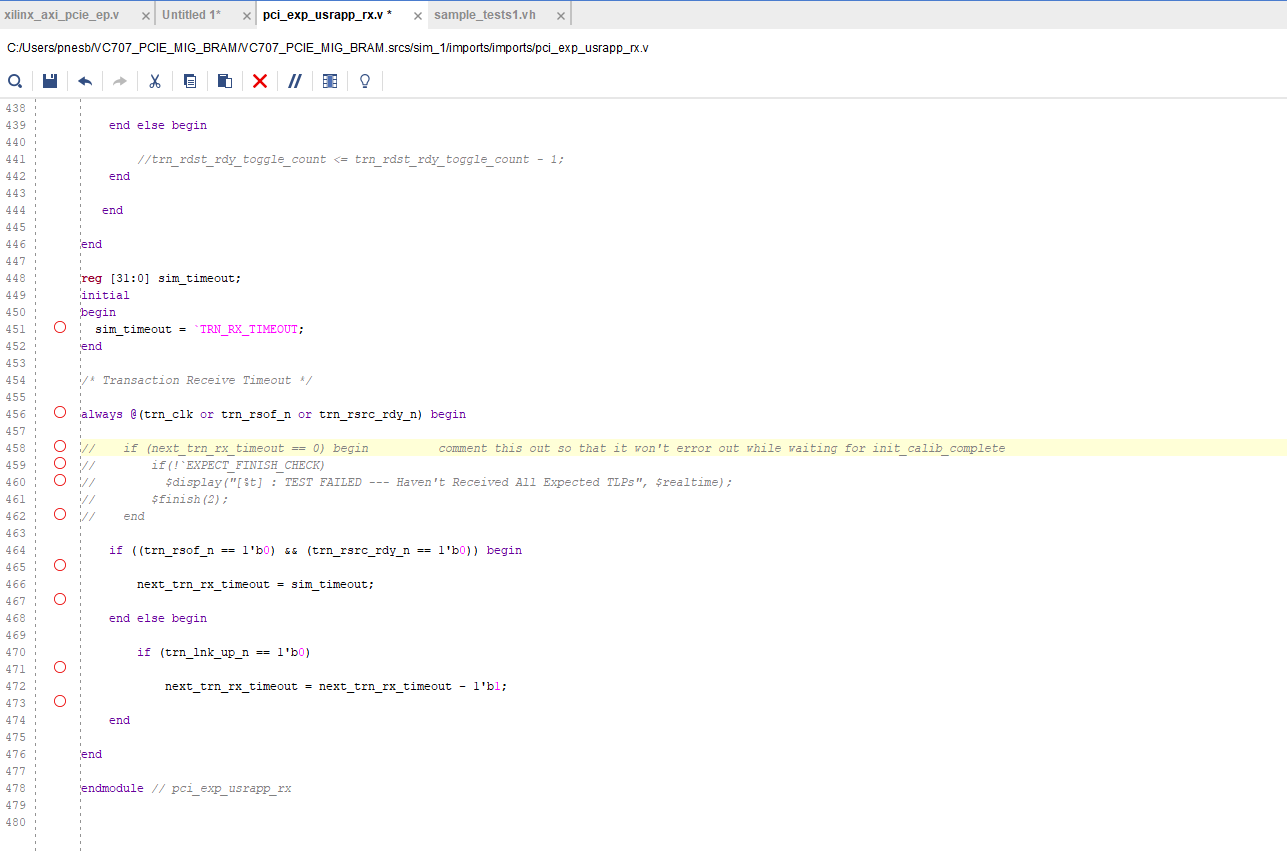 xilinx_axi_pcie_ep.v × Untitled 1* × pci_exp_usrapp_rx.v * × sample_tests1.vh ×
C:/Users/pnesb/VC707_PCIE_MIG_BRAM/VC707_PCIE_MIG_BRAM.srcs/sim_1/imports/imports/pci_exp_usrapp_rx.v
438
439 end else begin
440
441 //trn_rdst_rdy_toggle_count <= trn_rdst_rdy_toggle_count - 1;
442 end
443
444 end
445
446 end
447
448 reg [31:0] sim_timeout;
449 initial
450 begin
451 sim_timeout = `TRN_RX_TIMEOUT;
452 end
453
454 /* Transaction Receive Timeout */
455
456 always @(trn_clk or trn_rsof_n or trn_rsrc_rdy_n) begin
457
458 // if (next_trn_rx_timeout == 0) begin comment this out so that it won't error out while waiting for init_calib_complete
459 // if(!`EXPECT_FINISH_CHECK)
460 // $display("[%t] : TEST FAILED --- Haven't Received All Expected TLPs", $realtime);
461 // $finish(2);
462 // end
463
464 if ((trn_rsof_n == 1'b0) && (trn_rsrc_rdy_n == 1'b0)) begin
465
466 next_trn_rx_timeout = sim_timeout;
467
468 end else begin
469
470 if (trn_lnk_up_n == 1'b0)
471
472 next_trn_rx_timeout = next_trn_rx_timeout - 1'b1;
473
474 end
475
476 end
477
478 endmodule // pci_exp_usrapp_rx
479
480